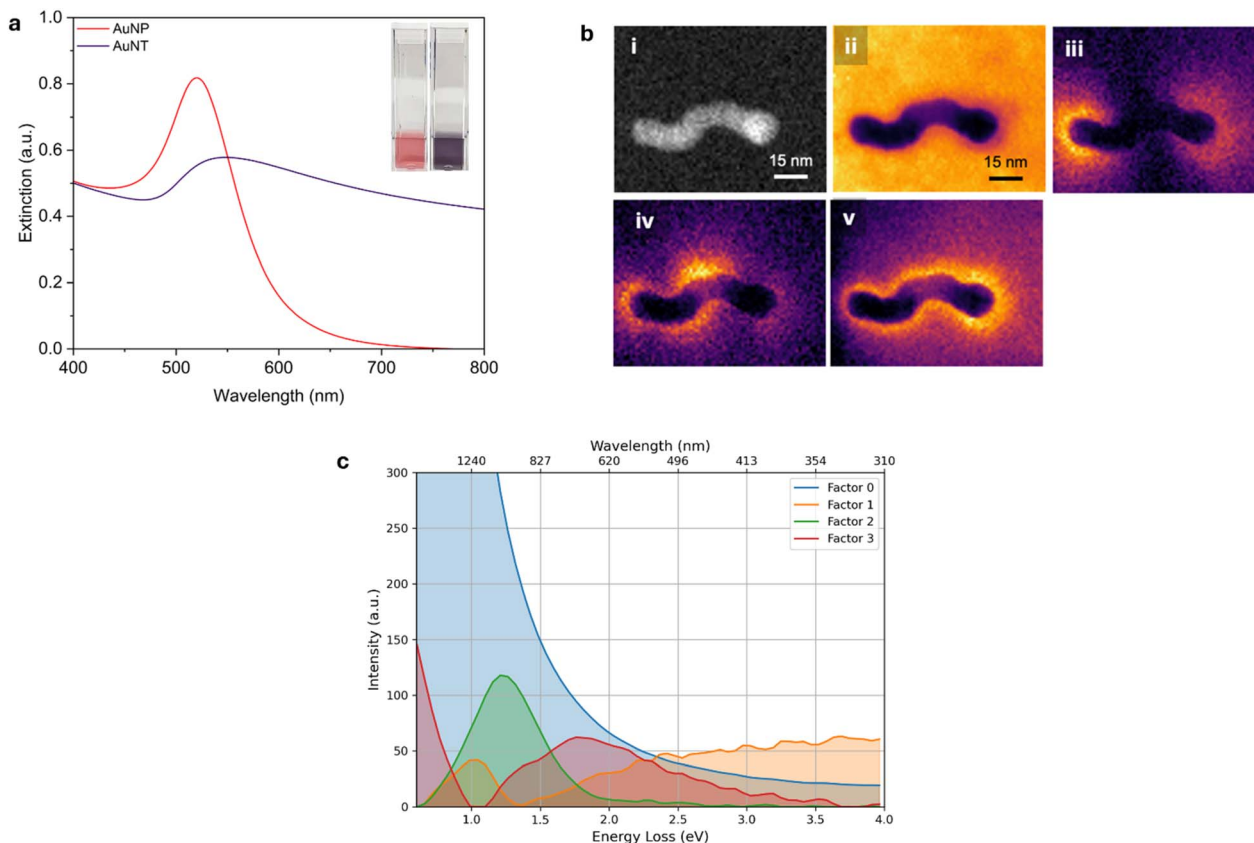 a
AuNP
AuNT
1.0
0.8
0.6
0.4
0.2
0.0
Extinction (a.u.)
400 500 600 700 800
Wavelength (nm)
b
i
15 nm
ii
15 nm
iii
iv
v
c
Wavelength (nm)
1240 827 620 496 413 354 310
300
250
200
150
100
50
0
Intensity (a.u.)
Factor 0
Factor 1
Factor 2
Factor 3
1.0 1.5 2.0 2.5 3.0 3.5 4.0
Energy Loss (eV)